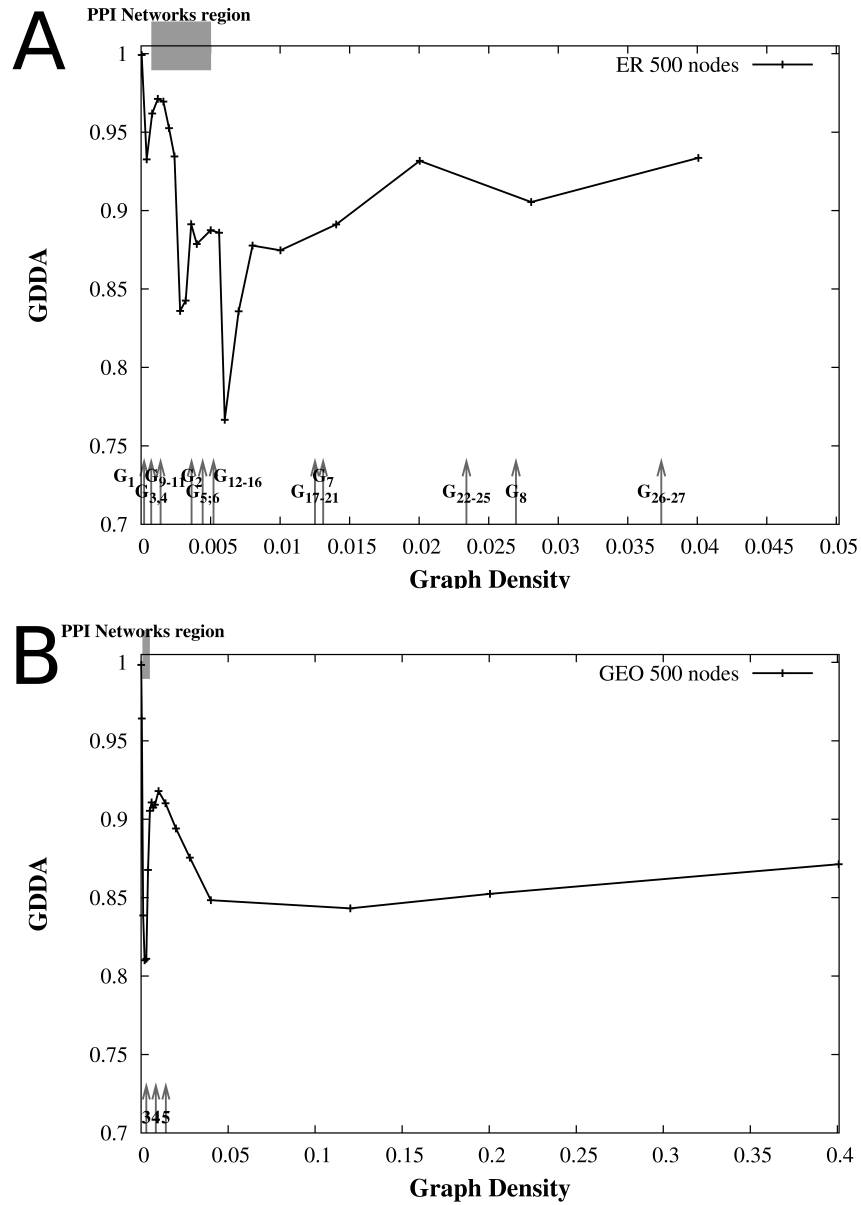 A
PPI Networks region
ER 500 nodes
1
0.95
0.9
0.85
0.8
0.75
0.7
GDDA
G1 G9-11 G2 G12-16 G7
G3,4 G5;6 G17-21 G22-25 G8 G26-27
0 0.005 0.01 0.015 0.02 0.025 0.03 0.035 0.04 0.045 0.05
Graph Density
B
PPI Networks region
GEO 500 nodes
1
0.95
0.9
0.85
0.8
0.75
0.7
GDDA
3 4 5
0 0.05 0.1 0.15 0.2 0.25 0.3 0.35 0.4
Graph Density